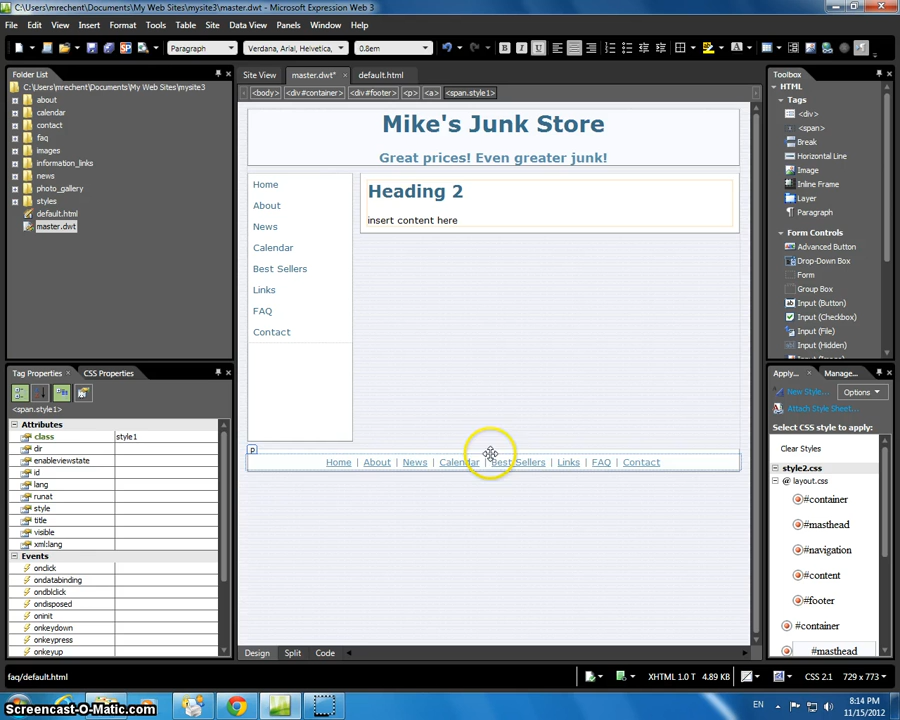 C:\Users\mrechent\Documents\My Web Sites\mysite3\master.dwt* - Microsoft Expression Web 3
File Edit View Insert Format Tools Table Site Data View Panels Window Help
Paragraph Verdana, Arial, Helvetica, 0.8em
Folder List
C:\Users\mrechent\Documents\My Web Sites\mysite3
about
calendar
contact
faq
images
information_links
news
photo_gallery
styles
default.html
master.dwt
Site View master.dwt* default.html
<body> <div#container> <div#footer> <p> <a> <span.style1>
Mike's Junk Store
Great prices! Even greater junk!
Home
About
News
Calendar
Best Sellers
Links
FAQ
Contact
Heading 2
insert content here
p
Home | About | News | Calendar | Best Sellers | Links | FAQ | Contact
Design Split Code
Toolbox
HTML
Tags
<div>
<span>
Break
Horizontal Line
Image
Inline Frame
Layer
Paragraph
Form Controls
Advanced Button
Drop-Down Box
Form
Group Box
Input (Button)
Input (Checkbox)
Input (File)
Input (Hidden)
Tag Properties CSS Properties
<span.style1>
Attributes
class style1
dir
enableviewstate
id
lang
runat
style
title
visible
xml:lang
Events
onclick
ondatabinding
ondblclick
ondisposed
oninit
onkeydown
onkeypress
onkeyup
Apply... Manage...
New Style... Options
Attach Style Sheet...
Select CSS style to apply:
Clear Styles
style2.css
@ layout.css
#container
#masthead
#navigation
#content
#footer
#container
#masthead
faq/default.html
XHTML 1.0 T 4.89 KB CSS 2.1 729 x 773
Screencast-O-Matic.com
EN
8:14 PM
11/15/2012